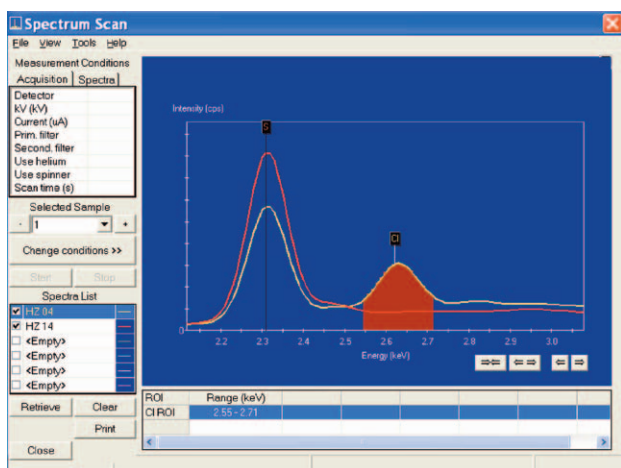 Spectrum Scan
File View Tools Help
Measurement Conditions
Acquisition Spectra
Detector
kV (kV)
Current (uA)
Prim. filter
Second. filter
Use helium
Use spinner
Scan time (s)
Selected Sample
- 1 +
Change conditions >>
Start Stop
Spectra List
HZ 04
HZ 14
<Empty>
<Empty>
<Empty>
Retrieve Clear
Print
Close
Intensity (cps)
S
Cl
0
2.2 2.3 2.4 2.5 2.6 2.7 2.8 2.9 3.0
Energy (keV)
ROI Range (keV)
Cl ROI 2.55 - 2.71